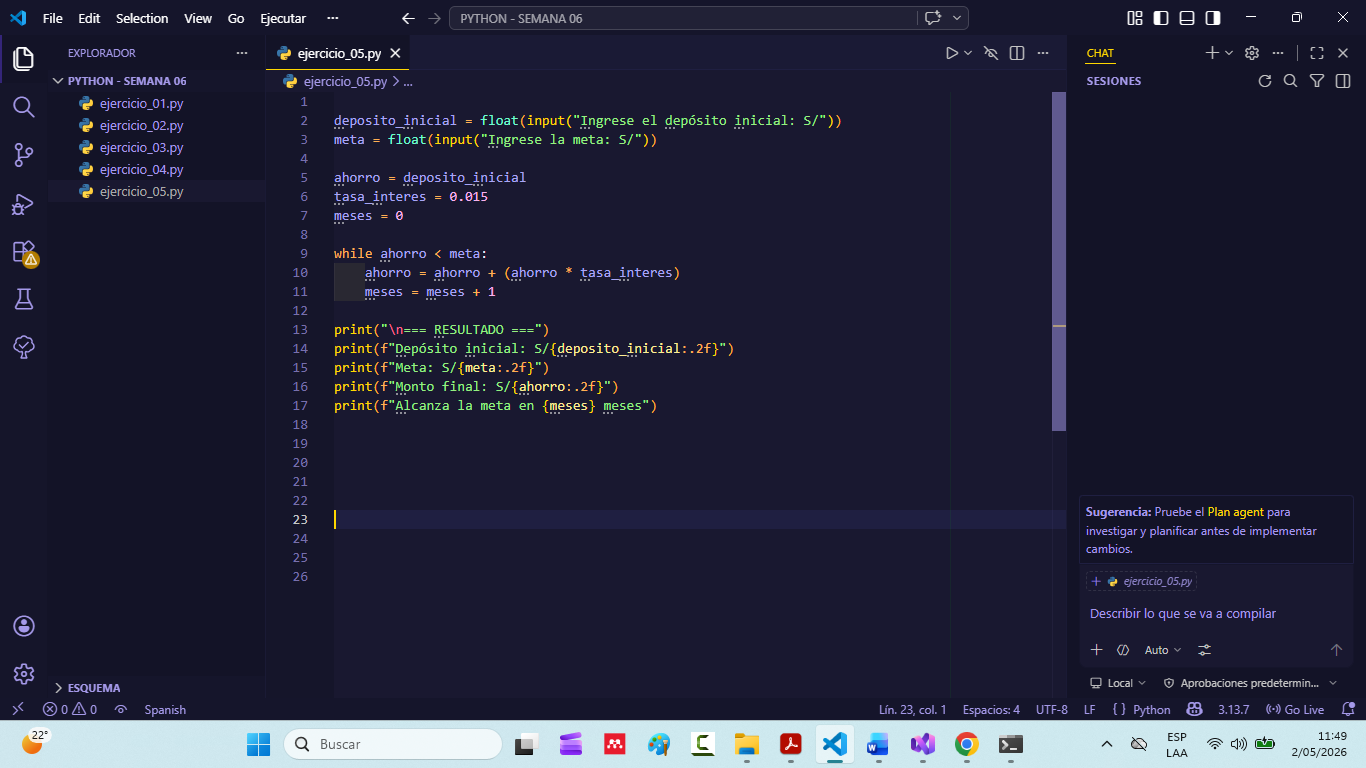 File Edit Selection View Go Ejecutar ··· PYTHON - SEMANA 06
EXPLORADOR ···
PYTHON - SEMANA 06
ejercicio_01.py
ejercicio_02.py
ejercicio_03.py
ejercicio_04.py
ejercicio_05.py
ESQUEMA
ejercicio_05.py
ejercicio_05.py > ...
1
2 deposito_inicial = float(input("Ingrese el depósito inicial: S/"))
3 meta = float(input("Ingrese la meta: S/"))
4
5 ahorro = deposito_inicial
6 tasa_interes = 0.015
7 meses = 0
8
9 while ahorro < meta:
10     ahorro = ahorro + (ahorro * tasa_interes)
11     meses = meses + 1
12
13 print("\n=== RESULTADO ===")
14 print(f"Depósito inicial: S/{deposito_inicial:.2f}")
15 print(f"Meta: S/{meta:.2f}")
16 print(f"Monto final: S/{ahorro:.2f}")
17 print(f"Alcanza la meta en {meses} meses")
18
19
20
21
22
23
24
25
26
CHAT
SESIONES
Sugerencia: Pruebe el Plan agent para
investigar y planificar antes de implementar
cambios.
ejercicio_05.py
Describir lo que se va a compilar
Auto
Local Aprobaciones predetermin...
0 0 Spanish Lín. 23, col. 1 Espacios: 4 UTF-8 LF { } Python 3.13.7 Go Live
22°
Buscar
ESP
LAA
11:49
2/05/2026